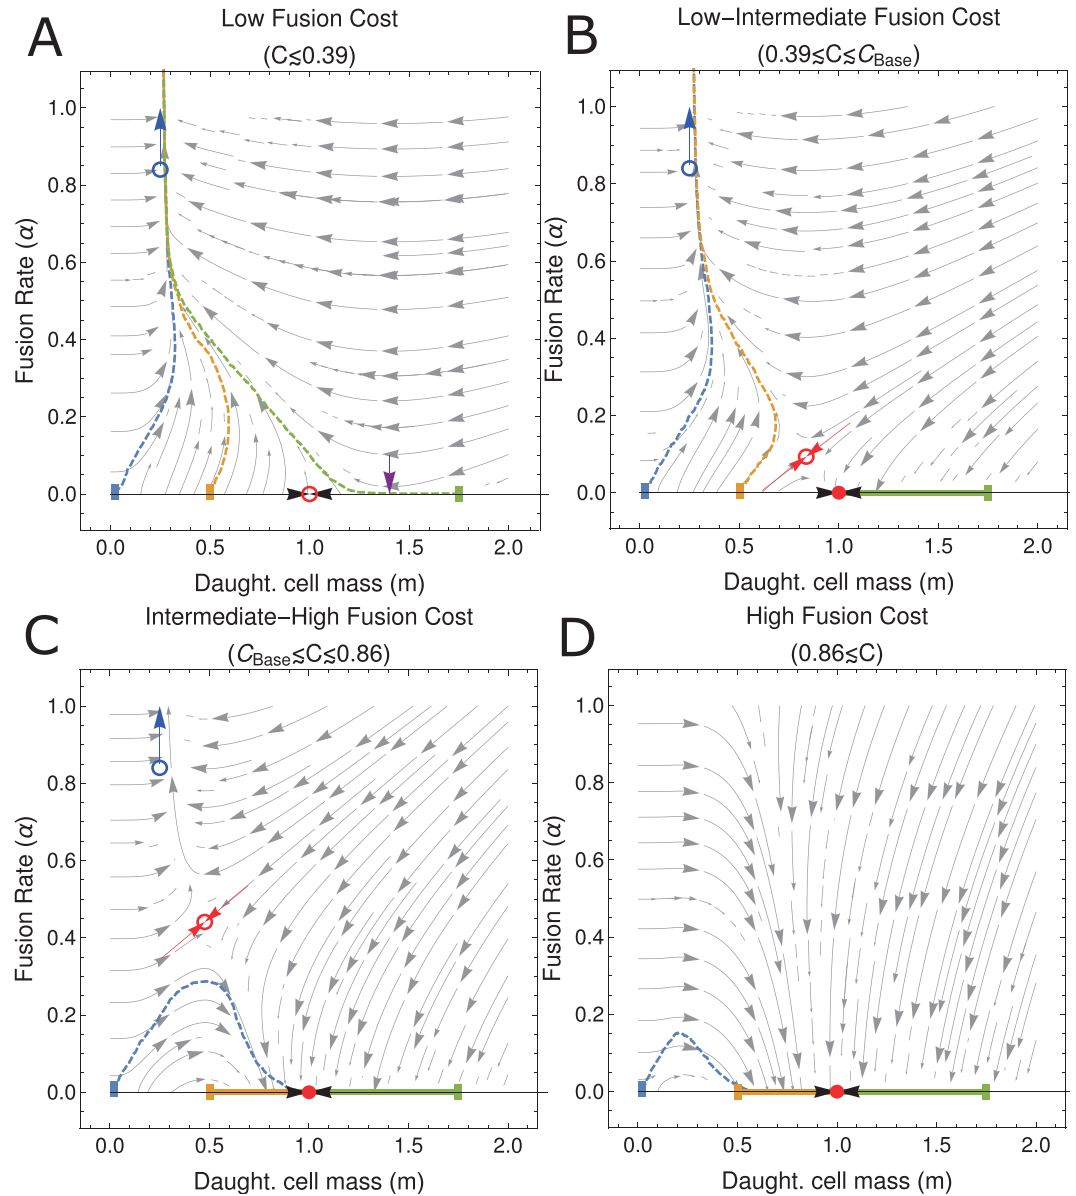 A
Low Fusion Cost
(C≲0.39)
Fusion Rate (α)
1.0
0.8
0.6
0.4
0.2
0.0
0.0 0.5 1.0 1.5 2.0
Daught. cell mass (m)
B
Low−Intermediate Fusion Cost
(0.39≲C≲C_Base)
Fusion Rate (α)
1.0
0.8
0.6
0.4
0.2
0.0
0.0 0.5 1.0 1.5 2.0
Daught. cell mass (m)
C
Intermediate−High Fusion Cost
(C_Base≲C≲0.86)
Fusion Rate (α)
1.0
0.8
0.6
0.4
0.2
0.0
0.0 0.5 1.0 1.5 2.0
Daught. cell mass (m)
D
High Fusion Cost
(0.86≲C)
Fusion Rate (α)
1.0
0.8
0.6
0.4
0.2
0.0
0.0 0.5 1.0 1.5 2.0
Daught. cell mass (m)